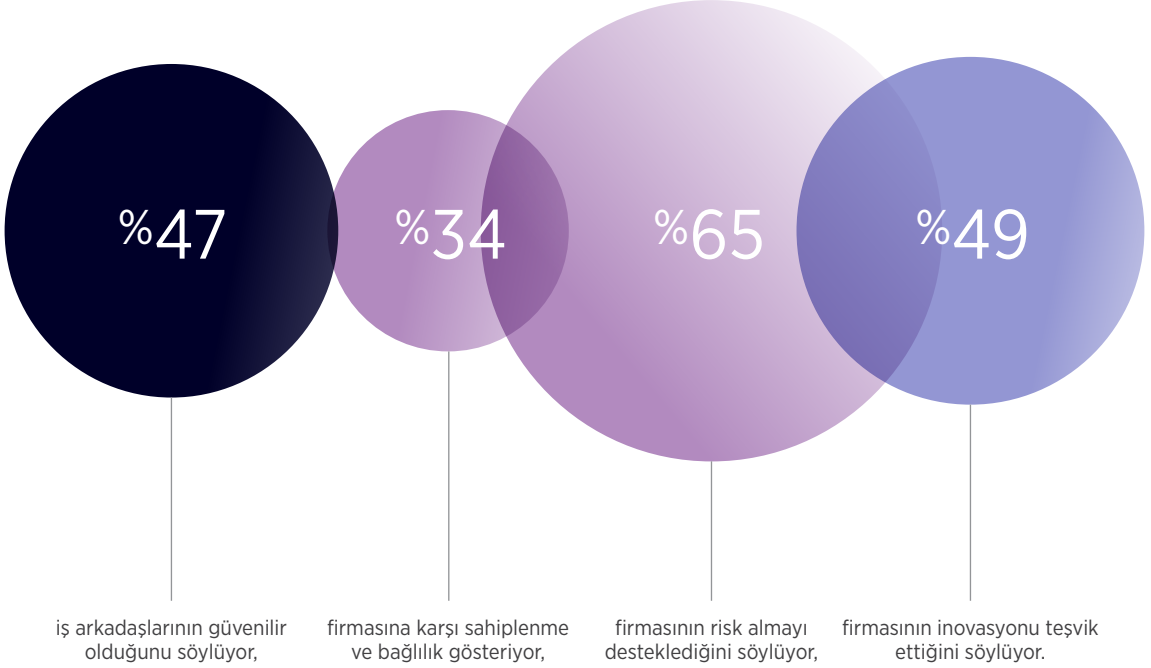 %47
%34
%65
%49
iş arkadaşlarının güvenilir
olduğunu söylüyor,
firmasına karşı sahiplenme
ve bağlılık gösteriyor,
firmasının risk almayı
desteklediğini söylüyor,
firmasının inovasyonu teşvik
ettiğini söylüyor.